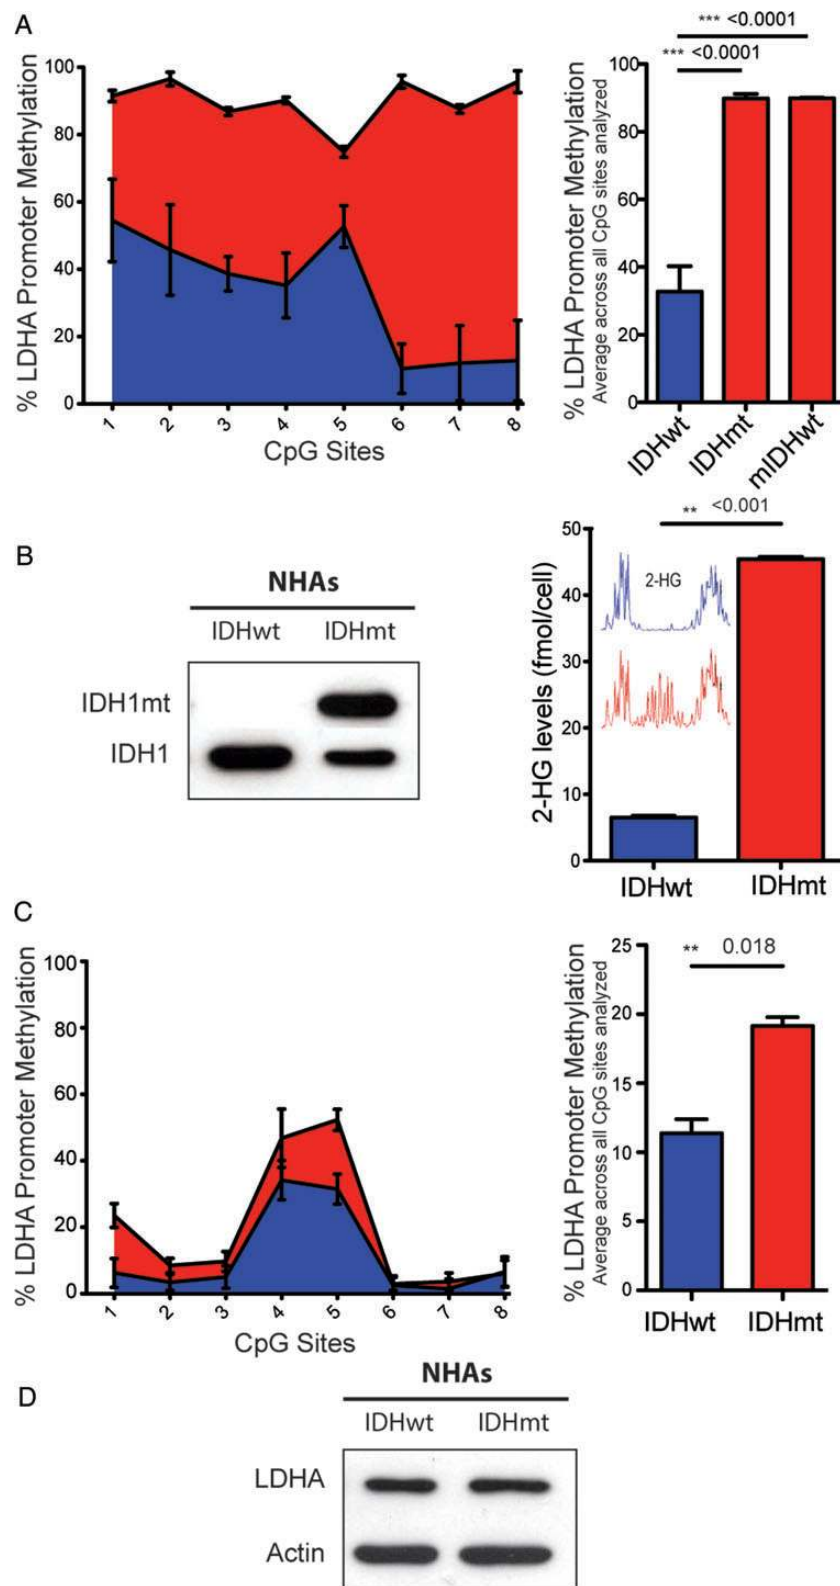 A
% LDHA Promoter Methylation
100
80
60
40
20
0
1 2 3 4 5 6 7 8
CpG Sites
*** <0.0001
*** <0.0001
% LDHA Promoter Methylation
Average across all CpG sites analyzed
100
80
60
40
20
0
IDHwt IDHmt mIDHwt
B
NHAs
IDHwt IDHmt
IDH1mt
IDH1
** <0.001
2-HG levels (fmol/cell)
50
40
30
20
10
0
2-HG
IDHwt IDHmt
C
% LDHA Promoter Methylation
100
80
60
40
20
0
1 2 3 4 5 6 7 8
CpG Sites
** 0.018
% LDHA Promoter Methylation
Average across all CpG sites analyzed
25
20
15
10
5
0
IDHwt IDHmt
D
NHAs
IDHwt IDHmt
LDHA
Actin